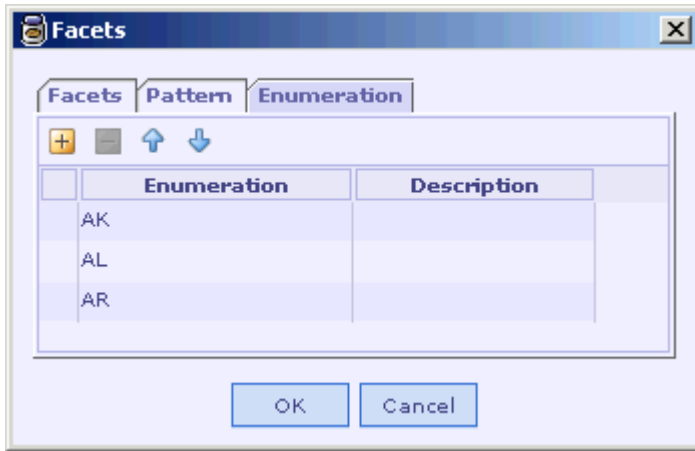 Facets
Facets Pattern Enumeration
Enumeration Description
AK
AL
AR
OK Cancel